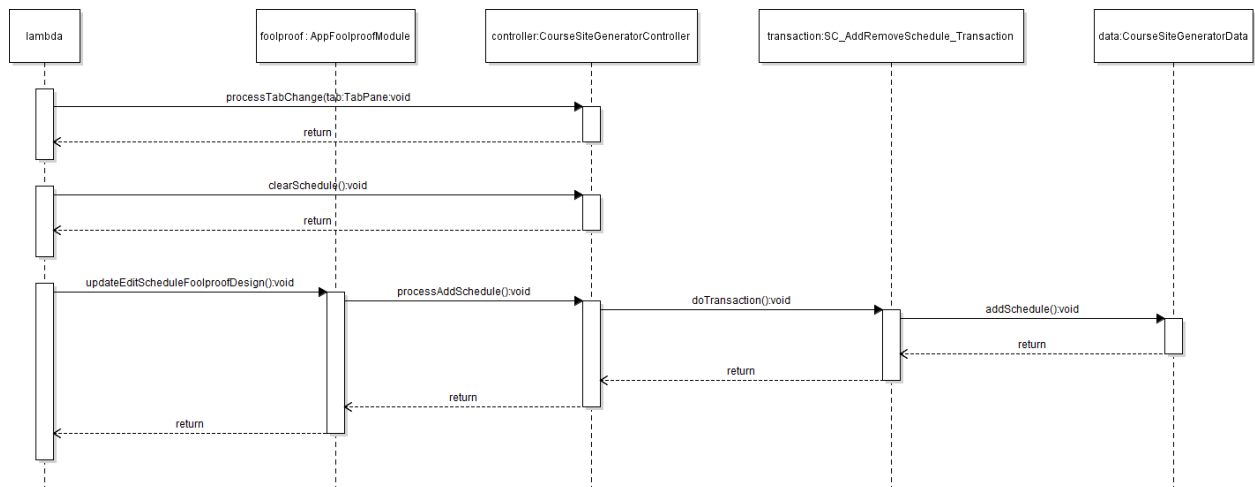 lambda
foolproof : AppFoolproofModule
controller:CourseSiteGeneratorController
transaction:SC_AddRemoveSchedule_Transaction
data:CourseSiteGeneratorData
processTabChange(tab:TabPane:void
return
clearSchedule():void
return
updateEditScheduleFoolproofDesign():void
processAddSchedule():void
doTransaction():void
addSchedule():void
return
return
return
return